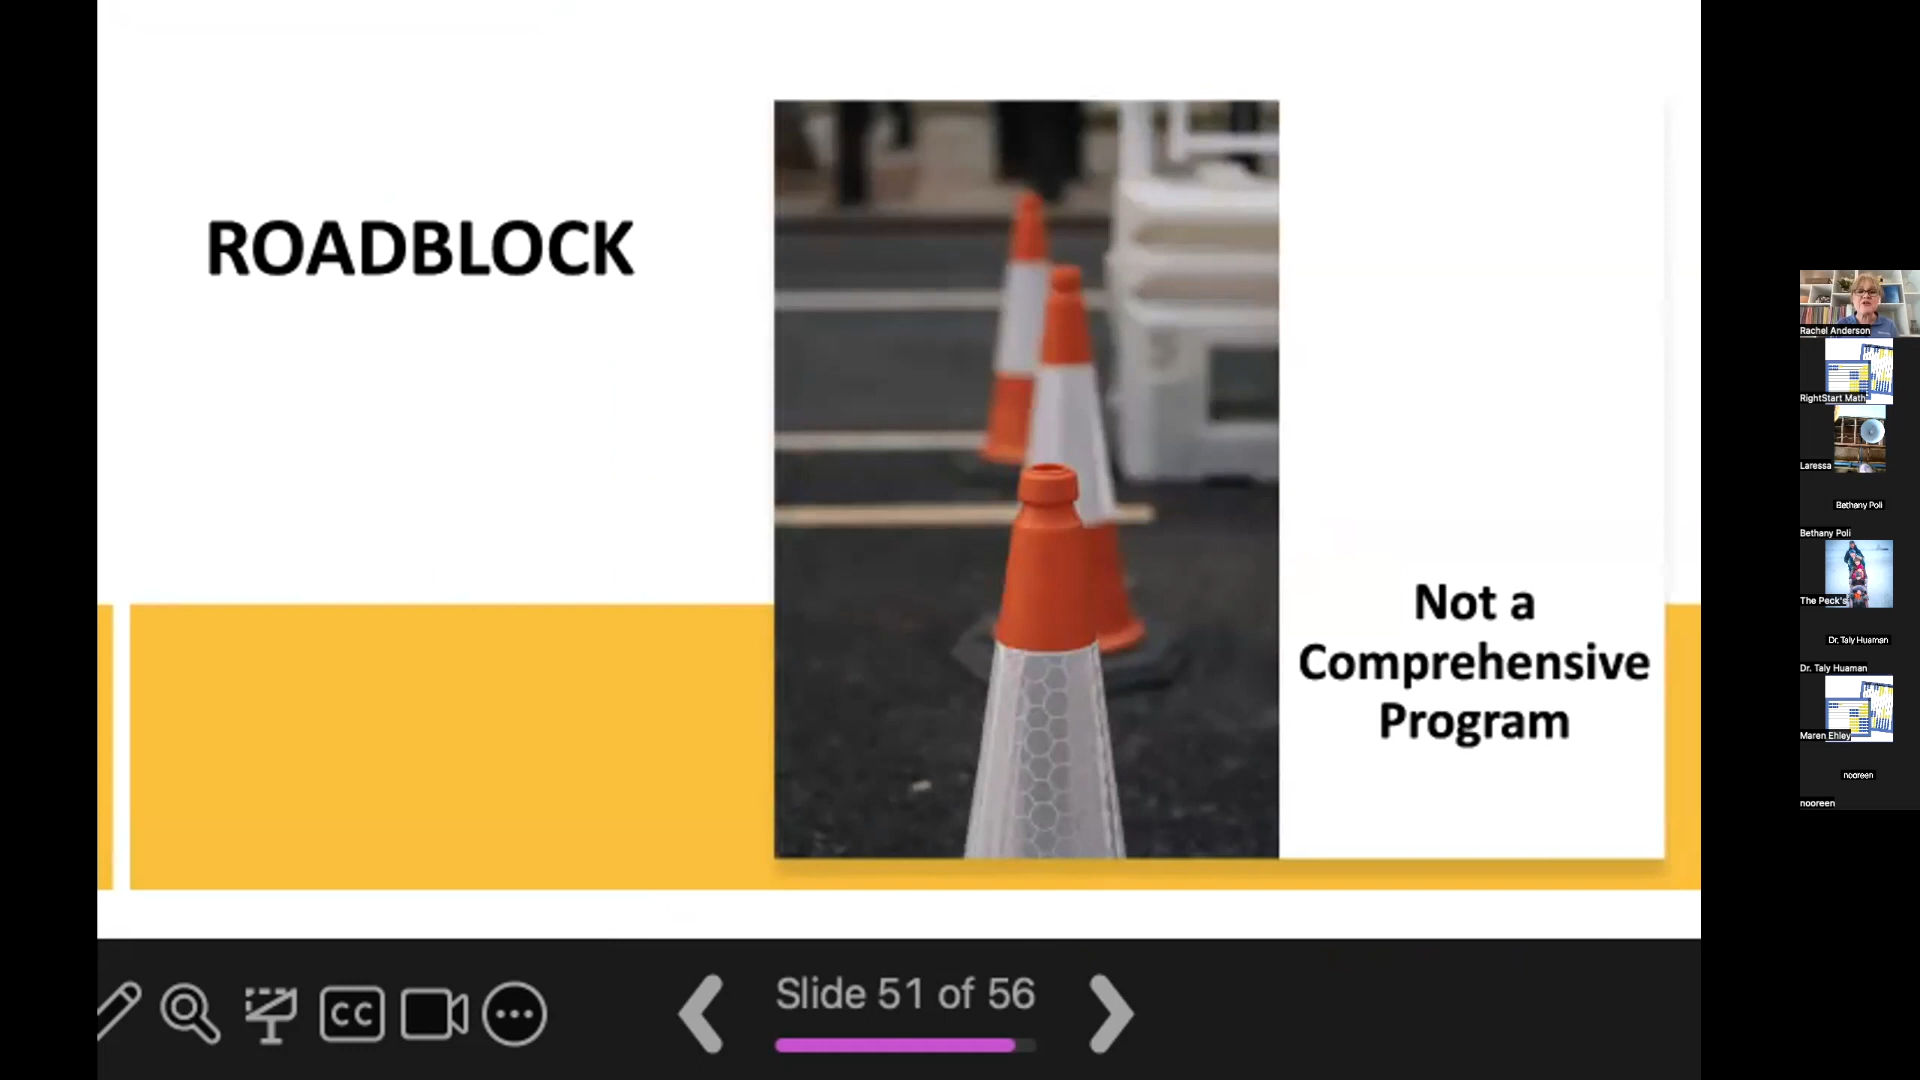 ROADBLOCK
Not a
Comprehensive
Program
CC
Slide 51 of 56
Rachel Anderson
RightStart Math
Laressa
Bethany Poli
Bethany Poli
The Peck's
Dr. Taly Huaman
Dr. Taly Huaman
Maren Ehley
nooreen
nooreen